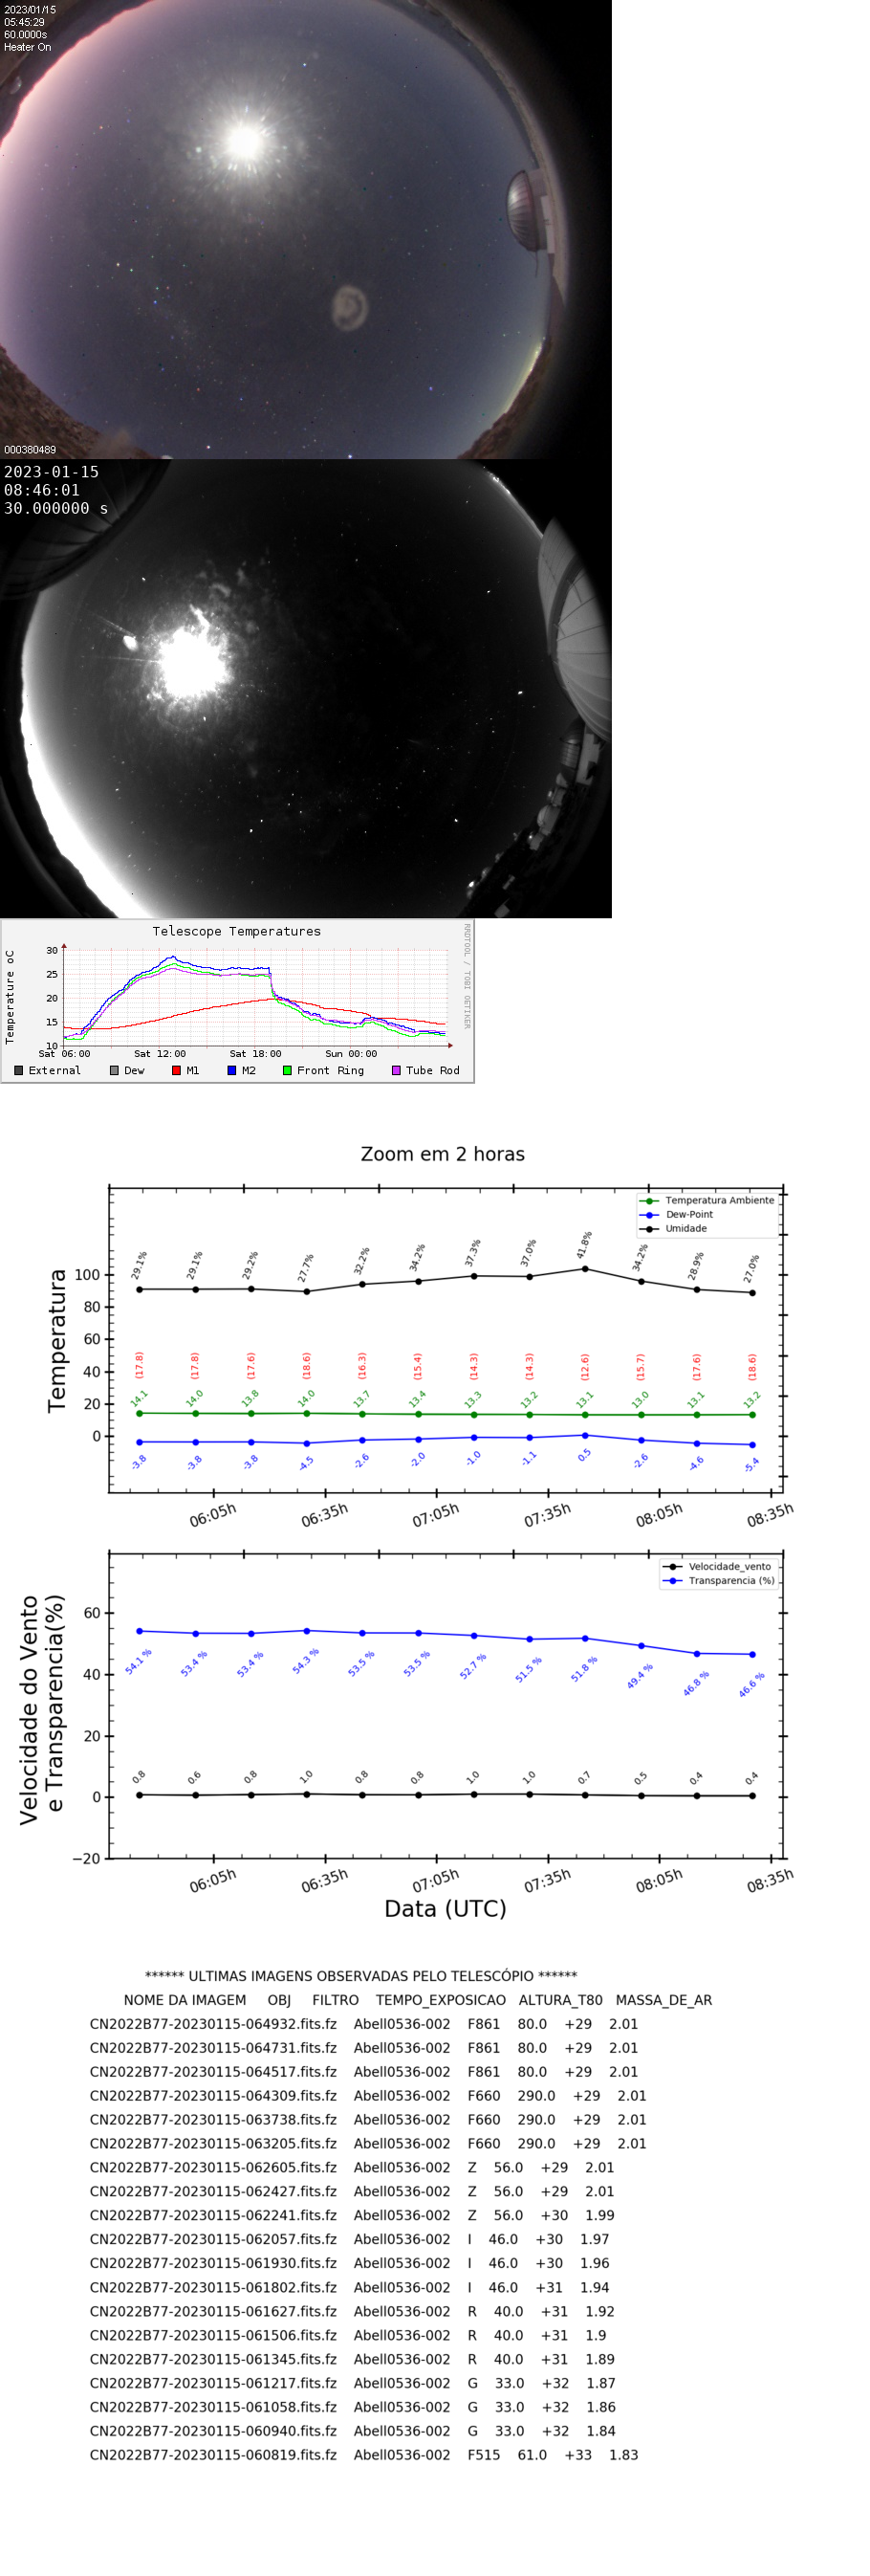 2023/01/15
05:45:29
60.0000s
Heater On
000380489
2023-01-15
08:46:01
30.000000 s
Telescope Temperatures
RRDTOOL / TOBI OETIKER
Temperature oC
30
25
20
15
10
Sat 06:00 Sat 12:00 Sat 18:00 Sun 00:00
External Dew M1 M2 Front Ring Tube Rod
Zoom em 2 horas
Temperatura Ambiente
Dew-Point
Umidade
Temperatura
100
80
60
40
20
0
29.1% 29.1% 29.2% 27.7% 32.2% 34.2% 37.3% 37.0% 41.8% 34.2% 28.9% 27.0%
(17.8) (17.8) (17.6) (18.6) (16.3) (15.4) (14.3) (14.3) (12.6) (15.7) (17.6) (18.6)
14.1 14.0 13.8 14.0 13.7 13.4 13.3 13.2 13.1 13.0 13.1 13.2
-3.8 -3.8 -3.8 -4.5 -2.6 -2.0 -1.0 -1.1 0.5 -2.6 -4.6 -5.4
06:05h 06:35h 07:05h 07:35h 08:05h 08:35h
Velocidade_vento
Transparencia (%)
Velocidade do Vento
e Transparencia(%)
60
40
20
0
−20
54.1 % 53.4 % 53.4 % 54.3 % 53.5 % 53.5 % 52.7 % 51.5 % 51.8 % 49.4 % 46.8 % 46.6 %
0.8 0.6 0.8 1.0 0.8 0.8 1.0 1.0 0.7 0.5 0.4 0.4
06:05h 06:35h 07:05h 07:35h 08:05h 08:35h
Data (UTC)
****** ULTIMAS IMAGENS OBSERVADAS PELO TELESCÓPIO ******
NOME DA IMAGEM OBJ FILTRO TEMPO_EXPOSICAO ALTURA_T80 MASSA_DE_AR
CN2022B77-20230115-064932.fits.fz Abell0536-002 F861 80.0 +29 2.01
CN2022B77-20230115-064731.fits.fz Abell0536-002 F861 80.0 +29 2.01
CN2022B77-20230115-064517.fits.fz Abell0536-002 F861 80.0 +29 2.01
CN2022B77-20230115-064309.fits.fz Abell0536-002 F660 290.0 +29 2.01
CN2022B77-20230115-063738.fits.fz Abell0536-002 F660 290.0 +29 2.01
CN2022B77-20230115-063205.fits.fz Abell0536-002 F660 290.0 +29 2.01
CN2022B77-20230115-062605.fits.fz Abell0536-002 Z 56.0 +29 2.01
CN2022B77-20230115-062427.fits.fz Abell0536-002 Z 56.0 +29 2.01
CN2022B77-20230115-062241.fits.fz Abell0536-002 Z 56.0 +30 1.99
CN2022B77-20230115-062057.fits.fz Abell0536-002 I 46.0 +30 1.97
CN2022B77-20230115-061930.fits.fz Abell0536-002 I 46.0 +30 1.96
CN2022B77-20230115-061802.fits.fz Abell0536-002 I 46.0 +31 1.94
CN2022B77-20230115-061627.fits.fz Abell0536-002 R 40.0 +31 1.92
CN2022B77-20230115-061506.fits.fz Abell0536-002 R 40.0 +31 1.9
CN2022B77-20230115-061345.fits.fz Abell0536-002 R 40.0 +31 1.89
CN2022B77-20230115-061217.fits.fz Abell0536-002 G 33.0 +32 1.87
CN2022B77-20230115-061058.fits.fz Abell0536-002 G 33.0 +32 1.86
CN2022B77-20230115-060940.fits.fz Abell0536-002 G 33.0 +32 1.84
CN2022B77-20230115-060819.fits.fz Abell0536-002 F515 61.0 +33 1.83